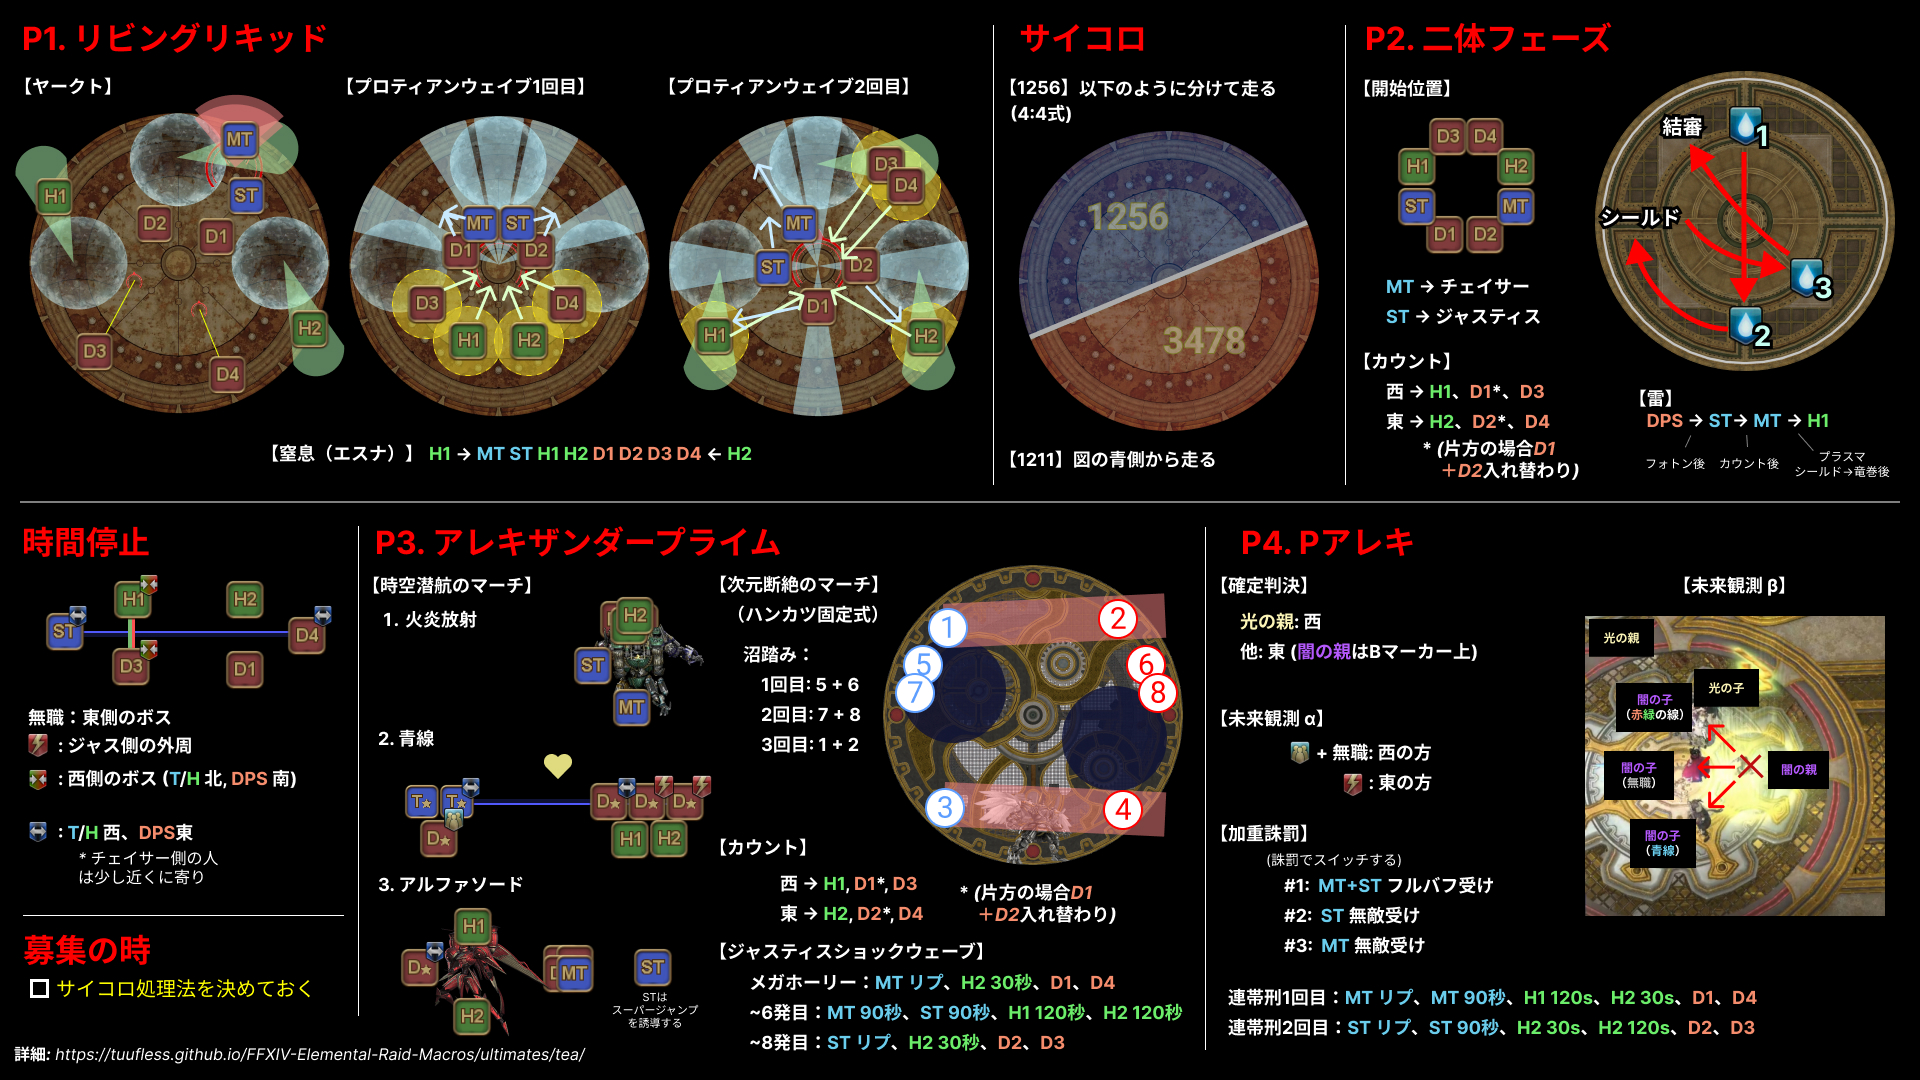 P1. リビングリキッド
【ヤークト】
MT
H1
ST
D2
D1
H2
D3
D4
【プロティアンウェイブ1回目】
MT ST
D1 D2
D3 D4
H1 H2
【プロティアンウェイブ2回目】
D3
D4
MT
ST
D2
D1
H1
H2
【窒息（エスナ）】 H1 → MT ST H1 H2 D1 D2 D3 D4 ← H2
サイコロ
【1256】以下のように分けて走る
(4:4式)
1256
3478
【1211】図の青側から走る
P2. 二体フェーズ
【開始位置】
D3 D4
H1 H2
ST MT
D1 D2
MT → チェイサー
ST → ジャスティス
【カウント】
西 → H1、D1*、D3
東 → H2、D2*、D4
* (片方の場合D1
＋D2入れ替わり)
結審
1
シールド
3
2
【雷】
DPS → ST→ MT → H1
フォトン後
カウント後
プラズマ
シールド→竜巻後
時間停止
H1
H2
ST
D4
D3
D1
無職：東側のボス
: ジャス側の外周
: 西側のボス (T/H 北, DPS 南)
: T/H 西、DPS東
* チェイサー側の人
は少し近くに寄り
募集の時
サイコロ処理法を決めておく
詳細: https://tuufless.github.io/FFXIV-Elemental-Raid-Macros/ultimates/tea/
P3. アレキザンダープライム
【時空潜航のマーチ】
1. 火炎放射
H2
ST
MT
2. 青線
T★ T★
D★
D★ D★ D★
H1 H2
3. アルファソード
H1
D★
D MT
ST
H2
STは
スーパージャンプ
を誘導する
【次元断絶のマーチ】
（ハンカツ固定式）
沼踏み：
1回目: 5 + 6
2回目: 7 + 8
3回目: 1 + 2
1
2
5
6
7
8
3
4
【カウント】
西 → H1, D1*, D3
東 → H2, D2*, D4
* (片方の場合D1
＋D2入れ替わり)
【ジャスティスショックウェーブ】
メガホーリー：MT リプ、H2 30秒、D1、D4
~6発目：MT 90秒、ST 90秒、H1 120秒、H2 120秒
~8発目：ST リプ、H2 30秒、D2、D3
P4. Pアレキ
【確定判決】
光の親: 西
他: 東 (闇の親はBマーカー上)
【未来観測 α】
+ 無職: 西の方
: 東の方
【加重誅罰】
(誅罰でスイッチする)
#1: MT+ST フルバフ受け
#2: ST 無敵受け
#3: MT 無敵受け
連帯刑1回目：MT リプ、MT 90秒、H1 120s、H2 30s、D1、D4
連帯刑2回目：ST リプ、ST 90秒、H2 30s、H2 120s、D2、D3
【未来観測 β】
光の親
光の子
闇の子
（赤緑の線）
闇の子
（無職）
闇の親
闇の子
（青線）